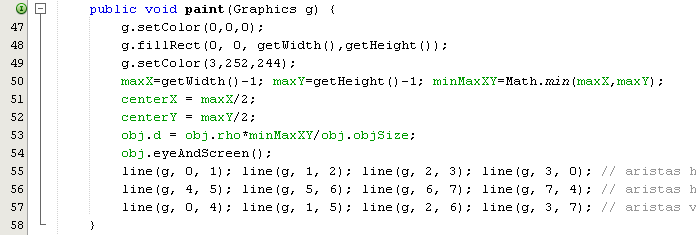 public void paint(Graphics g) {
47 g.setColor(0,0,0);
48 g.fillRect(0, 0, getWidth(),getHeight());
49 g.setColor(3,252,244);
50 maxX=getWidth()-1; maxY=getHeight()-1; minMaxXY=Math.min(maxX,maxY);
51 centerX = maxX/2;
52 centerY = maxY/2;
53 obj.d = obj.rho*minMaxXY/obj.objSize;
54 obj.eyeAndScreen();
55 line(g, 0, 1); line(g, 1, 2); line(g, 2, 3); line(g, 3, 0); // aristas h
56 line(g, 4, 5); line(g, 5, 6); line(g, 6, 7); line(g, 7, 4); // aristas h
57 line(g, 0, 4); line(g, 1, 5); line(g, 2, 6); line(g, 3, 7); // aristas v
58 }